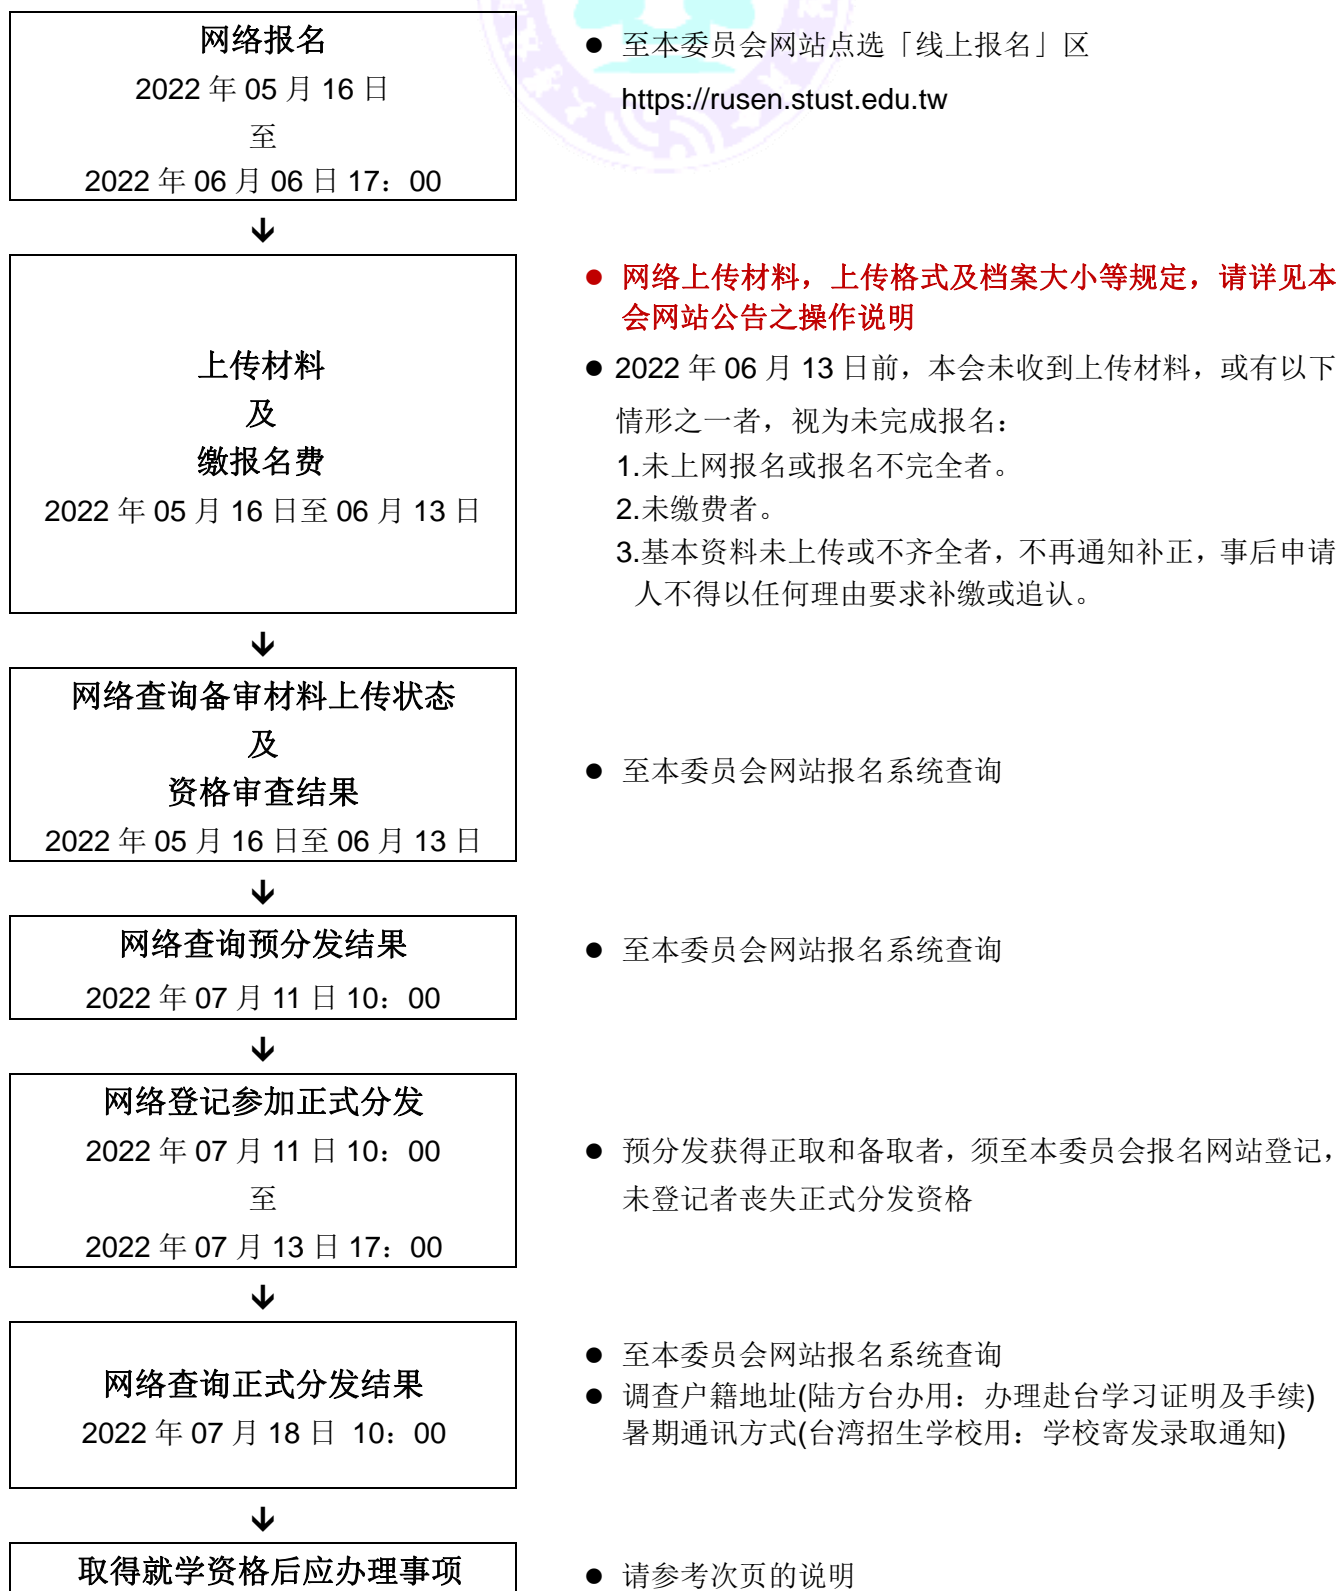 网络报名
2022 年 05 月 16 日
至
2022 年 06 月 06 日 17：00
● 至本委员会网站点选「线上报名」区
https://rusen.stust.edu.tw
↓
上传材料
及
缴报名费
2022 年 05 月 16 日至 06 月 13 日
● 网络上传材料，上传格式及档案大小等规定，请详见本
会网站公告之操作说明
● 2022 年 06 月 13 日前，本会未收到上传材料，或有以下
情形之一者，视为未完成报名：
1.未上网报名或报名不完全者。
2.未缴费者。
3.基本资料未上传或不齐全者，不再通知补正，事后申请
人不得以任何理由要求补缴或追认。
↓
网络查询备审材料上传状态
及
资格审查结果
2022 年 05 月 16 日至 06 月 13 日
● 至本委员会网站报名系统查询
↓
网络查询预分发结果
2022 年 07 月 11 日 10：00
● 至本委员会网站报名系统查询
↓
网络登记参加正式分发
2022 年 07 月 11 日 10：00
至
2022 年 07 月 13 日 17：00
● 预分发获得正取和备取者，须至本委员会报名网站登记，
未登记者丧失正式分发资格
↓
网络查询正式分发结果
2022 年 07 月 18 日 10：00
● 至本委员会网站报名系统查询
● 调查户籍地址(陆方台办用：办理赴台学习证明及手续)
暑期通讯方式(台湾招生学校用：学校寄发录取通知)
↓
取得就学资格后应办理事项
● 请参考次页的说明